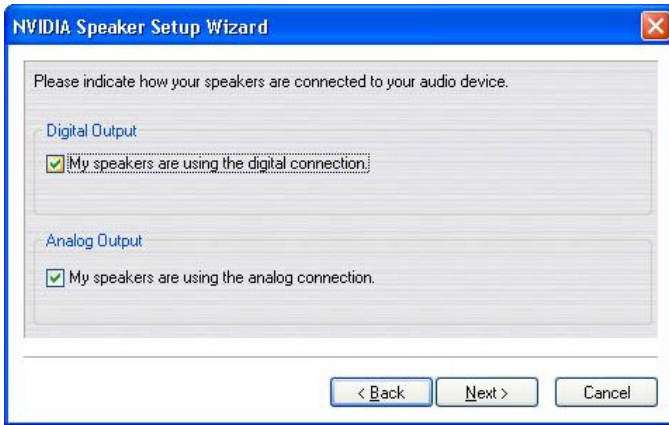 NVIDIA Speaker Setup Wizard
Please indicate how your speakers are connected to your audio device.
Digital Output
My speakers are using the digital connection.
Analog Output
My speakers are using the analog connection.
< Back Next > Cancel